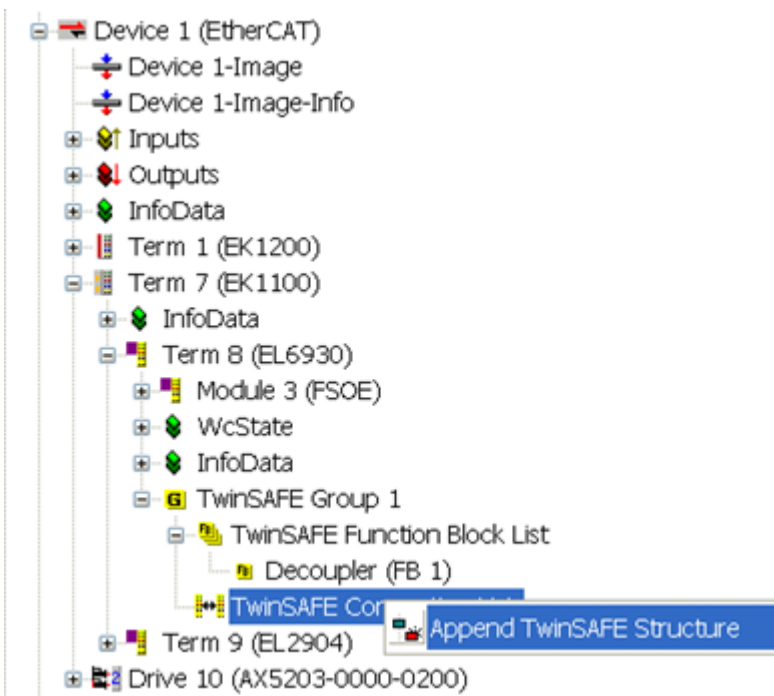 Device 1 (EtherCAT)
Device 1-Image
Device 1-Image-Info
Inputs
Outputs
InfoData
Term 1 (EK1200)
Term 7 (EK1100)
InfoData
Term 8 (EL6930)
Module 3 (FSOE)
WcState
InfoData
TwinSAFE Group 1
TwinSAFE Function Block List
Decoupler (FB 1)
TwinSAFE
Append TwinSAFE Structure
Term 9 (EL2904)
Drive 10 (AX5203-0000-0200)